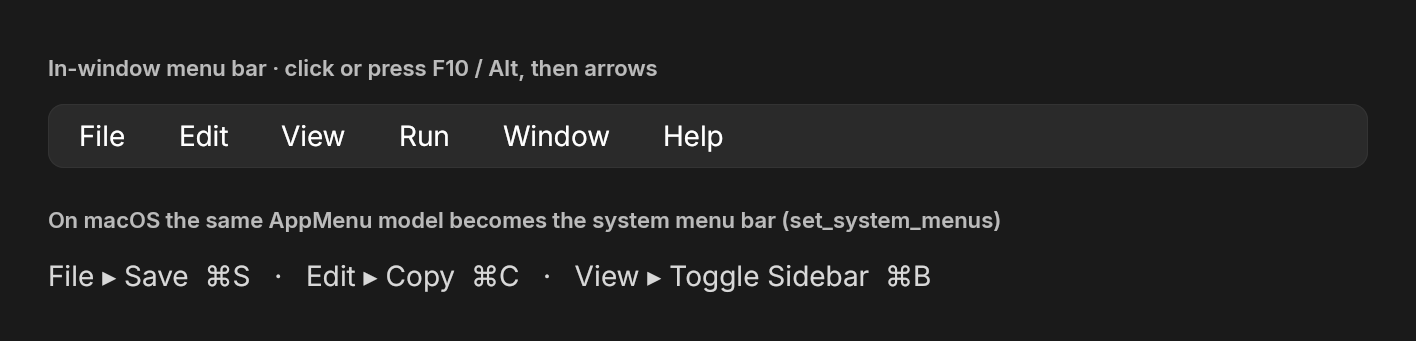 In-window menu bar · click or press F10 / Alt, then arrows
File Edit View Run Window Help
On macOS the same AppMenu model becomes the system menu bar (set_system_menus)
File ▸ Save ⌘S · Edit ▸ Copy ⌘C · View ▸ Toggle Sidebar ⌘B